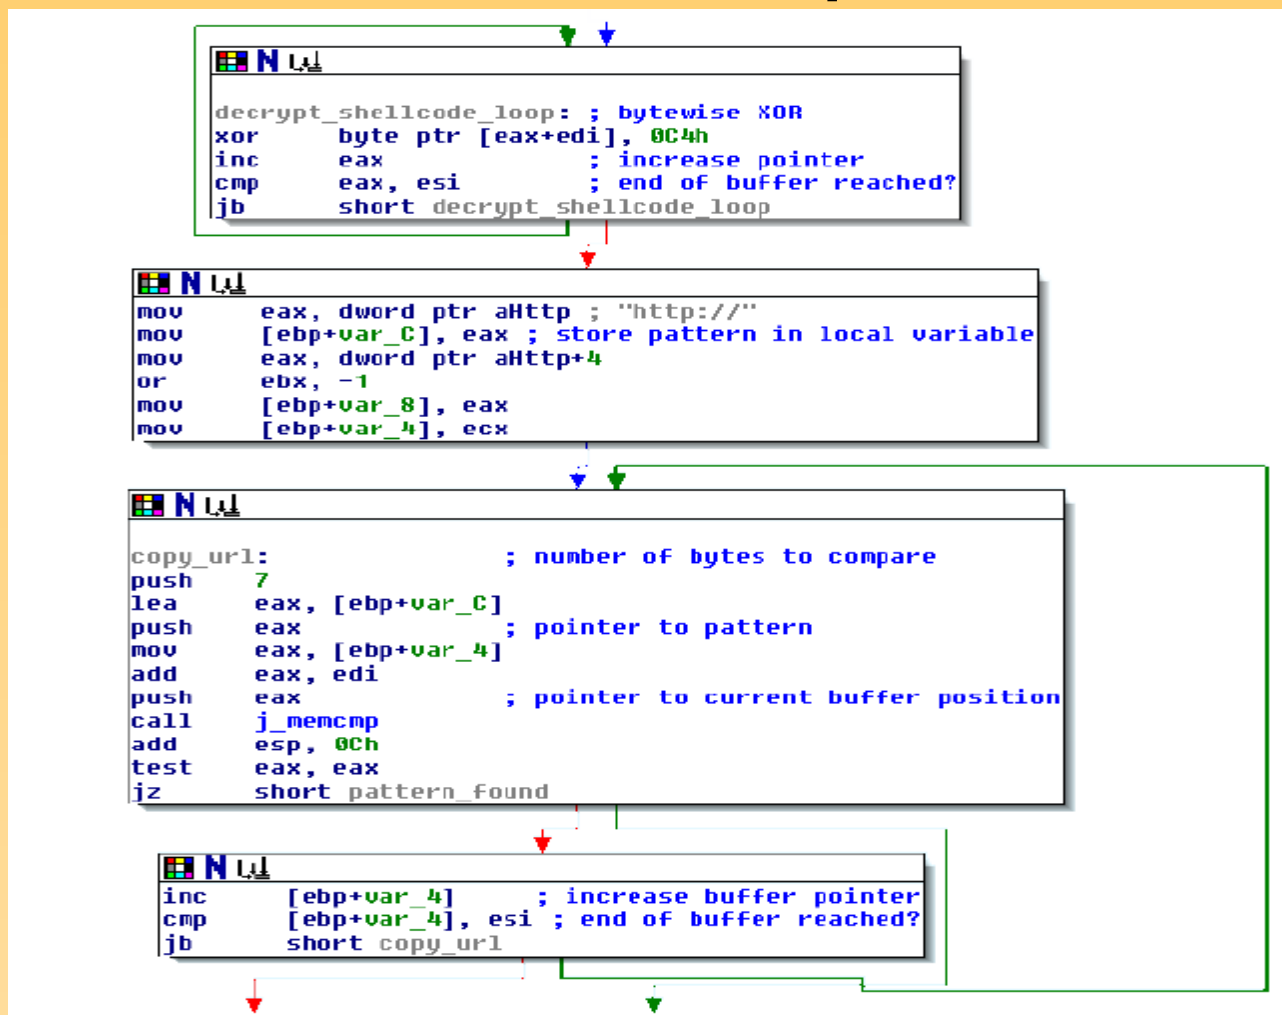 decrypt_shellcode_loop: ; bytewise XOR
xor byte ptr [eax+edi], 0C4h
inc eax ; increase pointer
cmp eax, esi ; end of buffer reached?
jb short decrypt_shellcode_loop
mov eax, dword ptr aHttp ; "http://"
mov [ebp+var_C], eax ; store pattern in local variable
mov eax, dword ptr aHttp+4
or ebx, -1
mov [ebp+var_8], eax
mov [ebp+var_4], ecx
copy_url: ; number of bytes to compare
push 7
lea eax, [ebp+var_C]
push eax ; pointer to pattern
mov eax, [ebp+var_4]
add eax, edi
push eax ; pointer to current buffer position
call j_memcmp
add esp, 0Ch
test eax, eax
jz short pattern_found
inc [ebp+var_4] ; increase buffer pointer
cmp [ebp+var_4], esi ; end of buffer reached?
jb short copy_url